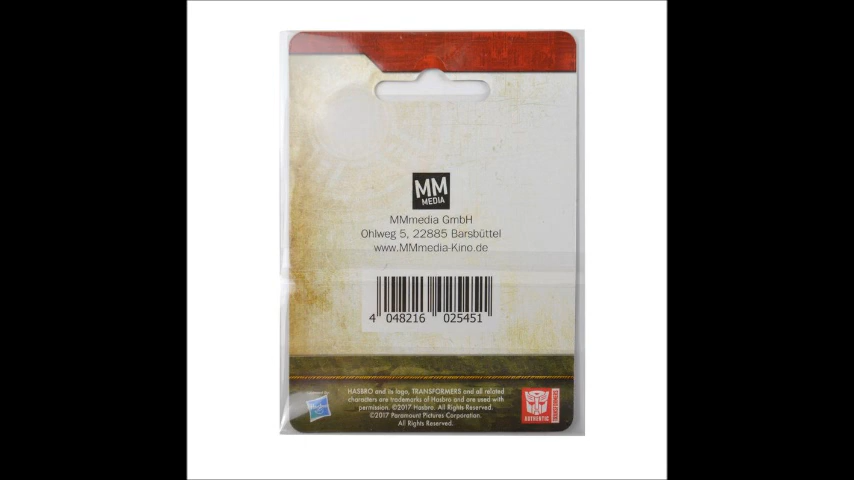 MM
MEDIA
MMmedia GmbH
Ohlweg 5, 22885 Barsbüttel
www.MMmedia-Kino.de
4 048216 025451
HASBRO and its logo, TRANSFORMERS and all related
characters are trademarks of Hasbro and are used with
permission. ©2017 Hasbro. All Rights Reserved.
©2017 Paramount Pictures Corporation.
All Rights Reserved.
AUTHENTIC
TRANSFORMERS